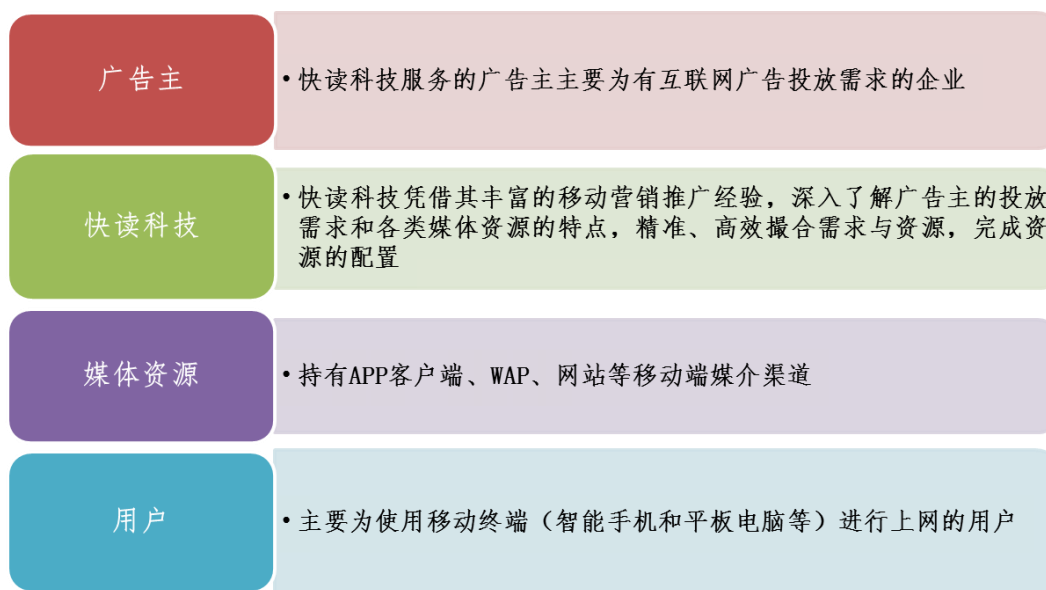 广告主
•快读科技服务的广告主主要为有互联网广告投放需求的企业
快读科技
•快读科技凭借其丰富的移动营销推广经验，深入了解广告主的投放
需求和各类媒体资源的特点，精准、高效撮合需求与资源，完成资
源的配置
媒体资源
•持有APP客户端、WAP、网站等移动端媒介渠道
用户
•主要为使用移动终端（智能手机和平板电脑等）进行上网的用户